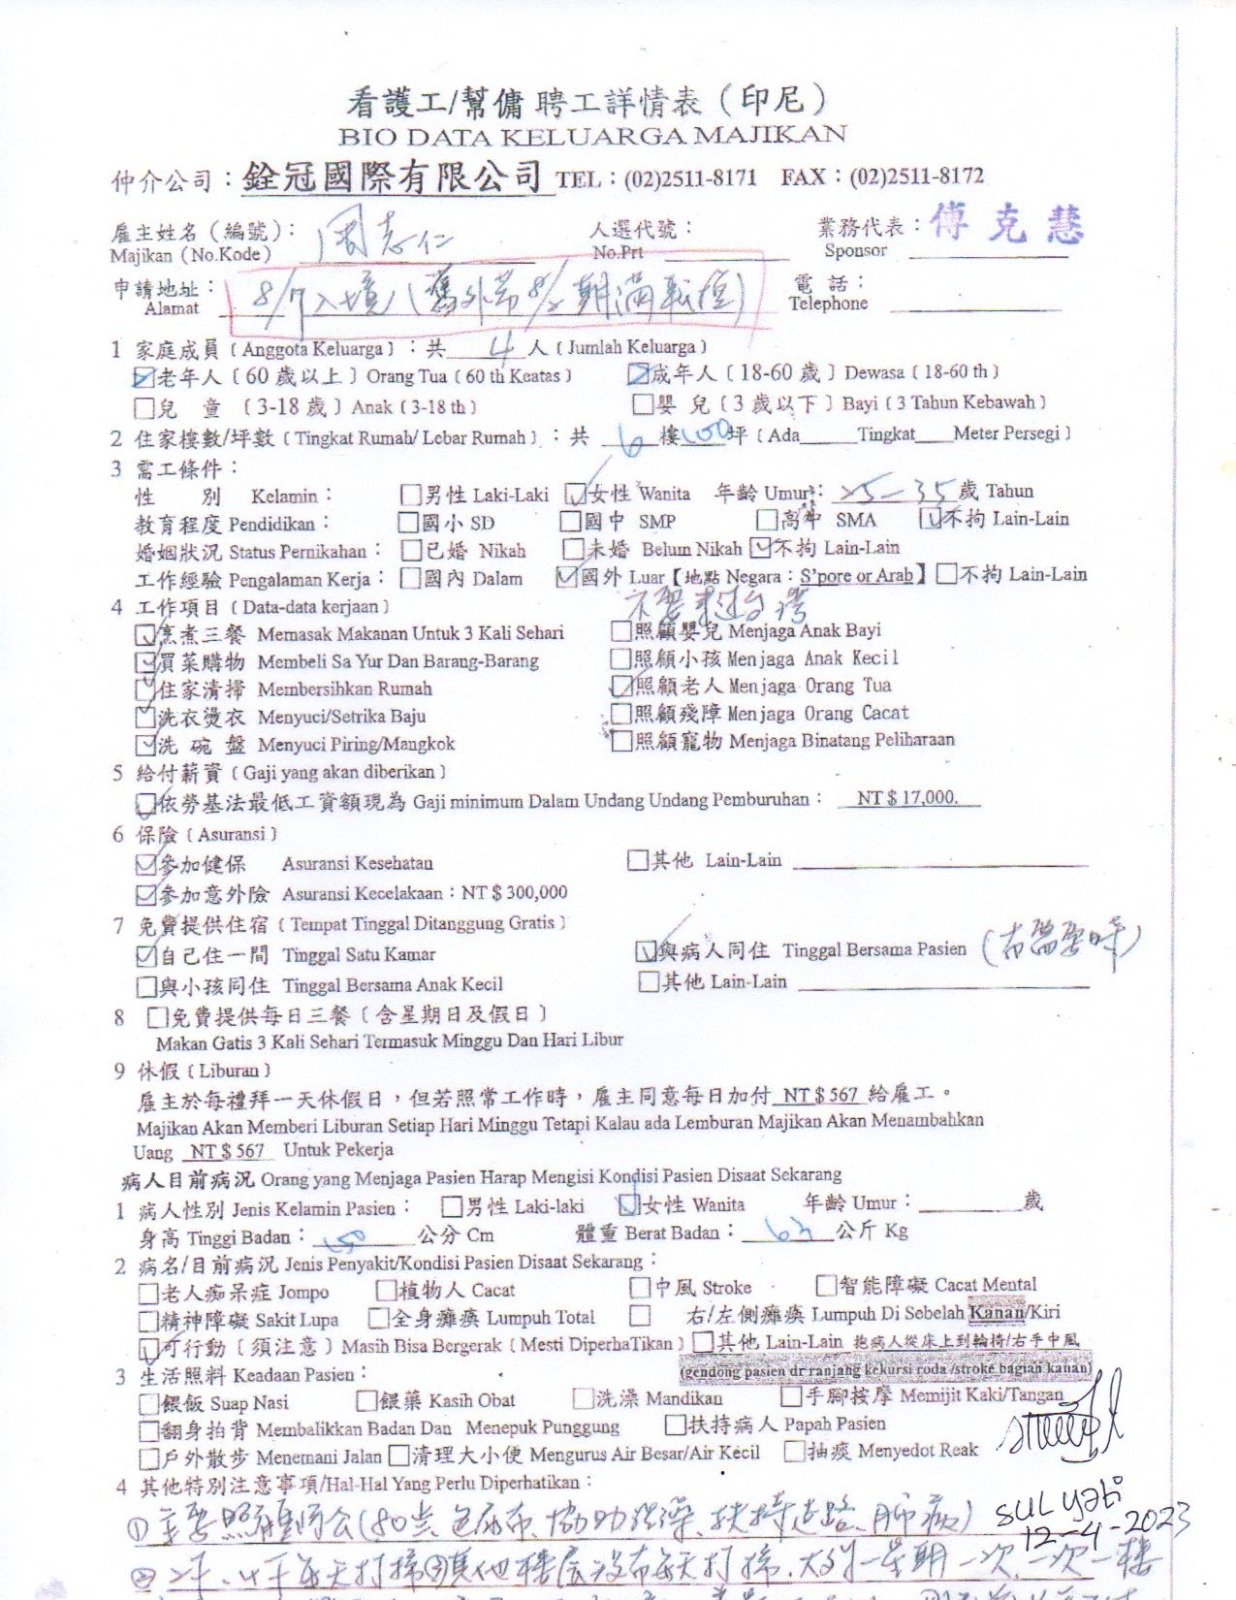 看護工/幫傭 聘工詳情表（印尼）
BIO DATA KELUARGA MAJIKAN
仲介公司：銓冠國際有限公司 TEL：(02)2511-8171 FAX：(02)2511-8172
雇主姓名（編號）： 周志仁 人選代號： 業務代表：傅克慧
Majikan（No.Kode） No.Prt Sponsor
申請地址： 8/7入境（舊外勞8/2期滿轉換） 電 話：
Alamat Telephone
1 家庭成員﹝Anggota Keluarga﹞：共 4 人﹝Jumlah Keluarga﹞
☑老年人﹝60歲以上﹞Orang Tua﹝60 th Keatas﹞ ☑成年人﹝18-60歲﹞Dewasa﹝18-60 th﹞
□兒 童﹝3-18歲﹞Anak﹝3-18 th﹞ □嬰 兒﹝3歲以下﹞Bayi﹝3 Tahun Kebawah﹞
2 住家樓數/坪數﹝Tingkat Rumah/ Lebar Rumah﹞：共 6 樓100坪﹝Ada____Tingkat____Meter Persegi﹞
3 需工條件：
性 別 Kelamin： □男性 Laki-Laki ☑女性 Wanita 年齡 Umur： 25－35歲 Tahun
教育程度 Pendidikan： □國小 SD □國中 SMP □高中 SMA ☑不拘 Lain-Lain
婚姻狀況 Status Pernikahan： □已婚 Nikah □未婚 Belum Nikah ☑不拘 Lain-Lain
工作經驗 Pengalaman Kerja： □國內 Dalam ☑國外 Luar【地點 Negara：S'pore or Arab】□不拘 Lain-Lain
不要來過台灣
4 工作項目﹝Data-data kerjaan﹞
☑烹煮三餐 Memasak Makanan Untuk 3 Kali Sehari □照顧嬰兒 Menjaga Anak Bayi
☑買菜購物 Membeli Sa Yur Dan Barang-Barang □照顧小孩 Menjaga Anak Kecil
☑住家清掃 Membersihkan Rumah ☑照顧老人 Menjaga Orang Tua
☑洗衣燙衣 Menyuci/Setrika Baju □照顧殘障 Menjaga Orang Cacat
☑洗 碗 盤 Menyuci Piring/Mangkok □照顧寵物 Menjaga Binatang Peliharaan
5 給付薪資﹝Gaji yang akan diberikan﹞
☑依勞基法最低工資額現為 Gaji minimum Dalam Undang Undang Pemburuhan： NT＄17,000.
6 保險﹝Asuransi﹞
☑參加健保 Asuransi Kesehatan □其他 Lain-Lain
☑參加意外險 Asuransi Kecelakaan：NT＄300,000
7 免費提供住宿﹝Tempat Tinggal Ditanggung Gratis﹞
☑自己住一間 Tinggal Satu Kamar ☑與病人同住 Tinggal Bersama Pasien (有需要時)
□與小孩同住 Tinggal Bersama Anak Kecil □其他 Lain-Lain
8 □免費提供每日三餐﹝含星期日及假日﹞
Makan Gatis 3 Kali Sehari Termasuk Minggu Dan Hari Libur
9 休假﹝Liburan﹞
雇主於每禮拜一天休假日，但若照常工作時，雇主同意每日加付 NT＄567 給雇工。
Majikan Akan Memberi Liburan Setiap Hari Minggu Tetapi Kalau ada Lemburan Majikan Akan Menambahkan
Uang NT＄567 Untuk Pekerja
病人目前病況 Orang yang Menjaga Pasien Harap Mengisi Kondisi Pasien Disaat Sekarang
1 病人性別 Jenis Kelamin Pasien： □男性 Laki-laki ☑女性 Wanita 年齡 Umur：________歲
身高 Tinggi Badan： 150 公分 Cm 體重 Berat Badan： 63 公斤 Kg
2 病名/目前病況 Jenis Penyakit/Kondisi Pasien Disaat Sekarang：
□老人痴呆症 Jompo □植物人 Cacat □中風 Stroke □智能障礙 Cacat Mental
□精神障礙 Sakit Lupa □全身癱瘓 Lumpuh Total □ 右/左側癱瘓 Lumpuh Di Sebelah Kanan/Kiri
☑可行動﹝須注意﹞Masih Bisa Bergerak﹝Mesti DiperhaTikan﹞□其他 Lain-Lain 抱病人從床上到輪椅/右手中風
(gendong pasien dr ranjang kekursi roda /stroke bagian kanan)
3 生活照料 Keadaan Pasien：
□餵飯 Suap Nasi □餵藥 Kasih Obat □洗澡 Mandikan □手腳按摩 Memijit Kaki/Tangan
□翻身拍背 Membalikkan Badan Dan Menepuk Punggung □扶持病人 Papah Pasien
□戶外散步 Menemani Jalan □清理大小便 Mengurus Air Besar/Air Kecil □抽痰 Menyedot Reak
4 其他特別注意事項/Hal-Hal Yang Perlu Diperhatikan：
①主要照顧阿公(80歲、包尿布、協助洗澡、扶持走路、肺病)
sulyati
12-4-2023
每天打掃 其他樓層沒有每天打掃、大約一星期一次、一次一樓